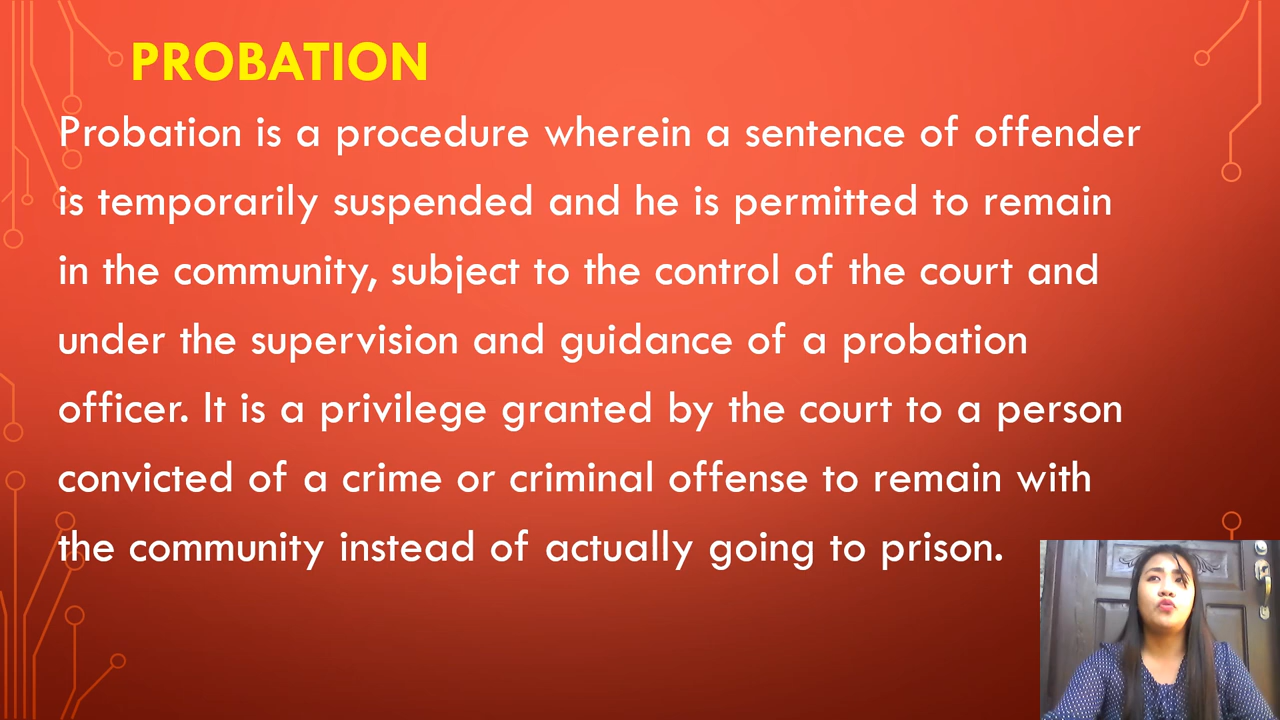 PROBATION
Probation is a procedure wherein a sentence of offender
is temporarily suspended and he is permitted to remain
in the community, subject to the control of the court and
under the supervision and guidance of a probation
officer. It is a privilege granted by the court to a person
convicted of a crime or criminal offense to remain with
the community instead of actually going to prison.